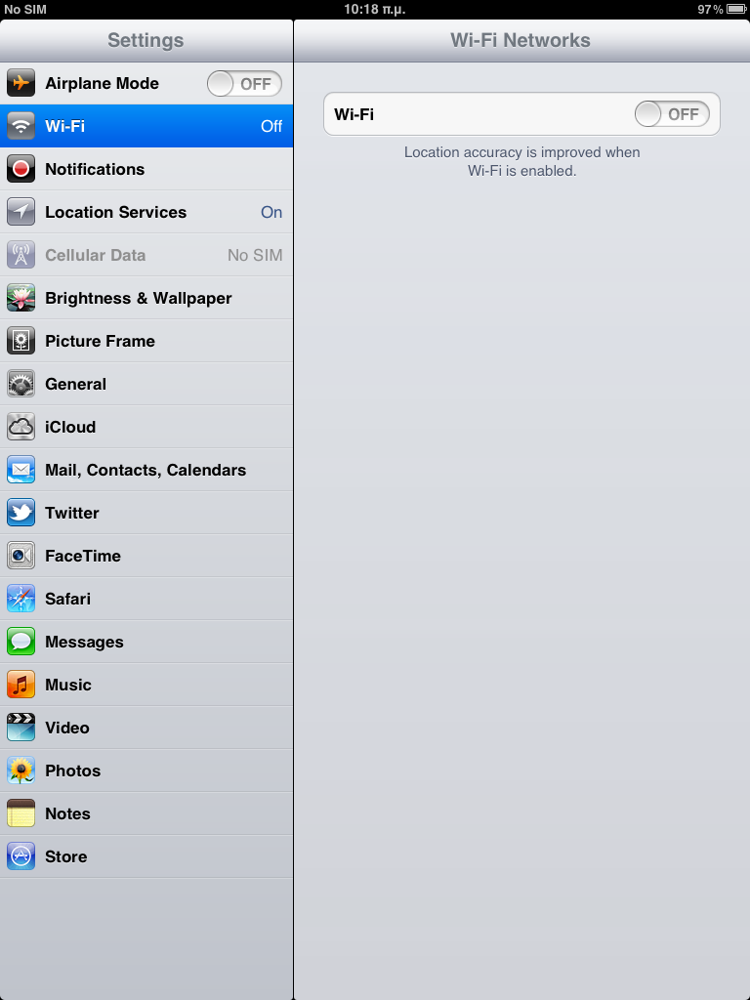 No SIM 10:18 π.μ. 97%
Settings
Airplane Mode OFF
Wi-Fi Off
Notifications
Location Services On
Cellular Data No SIM
Brightness & Wallpaper
Picture Frame
General
iCloud
Mail, Contacts, Calendars
Twitter
FaceTime
Safari
Messages
Music
Video
Photos
Notes
Store
Wi-Fi Networks
Wi-Fi OFF
Location accuracy is improved when
Wi-Fi is enabled.